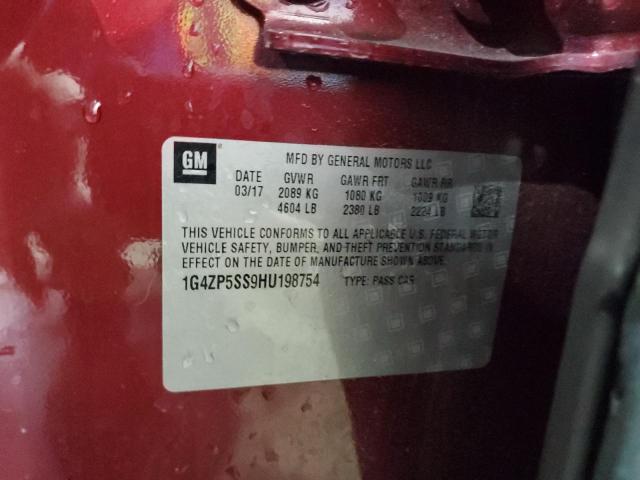 GM
MFD BY GENERAL MOTORS LLC
DATE GVWR GAWR FRT GAWR RR
03/17 2089 KG 1080 KG 1009 KG
4604 LB 2380 LB 2224 LB
THIS VEHICLE CONFORMS TO ALL APPLICABLE U.S. FEDERAL MOTOR
VEHICLE SAFETY, BUMPER, AND THEFT PREVENTION STANDARDS IN
EFFECT ON THE DATE OF MANUFACTURE SHOWN ABOVE.
1G4ZP5SS9HU198754 TYPE: PASS CAR